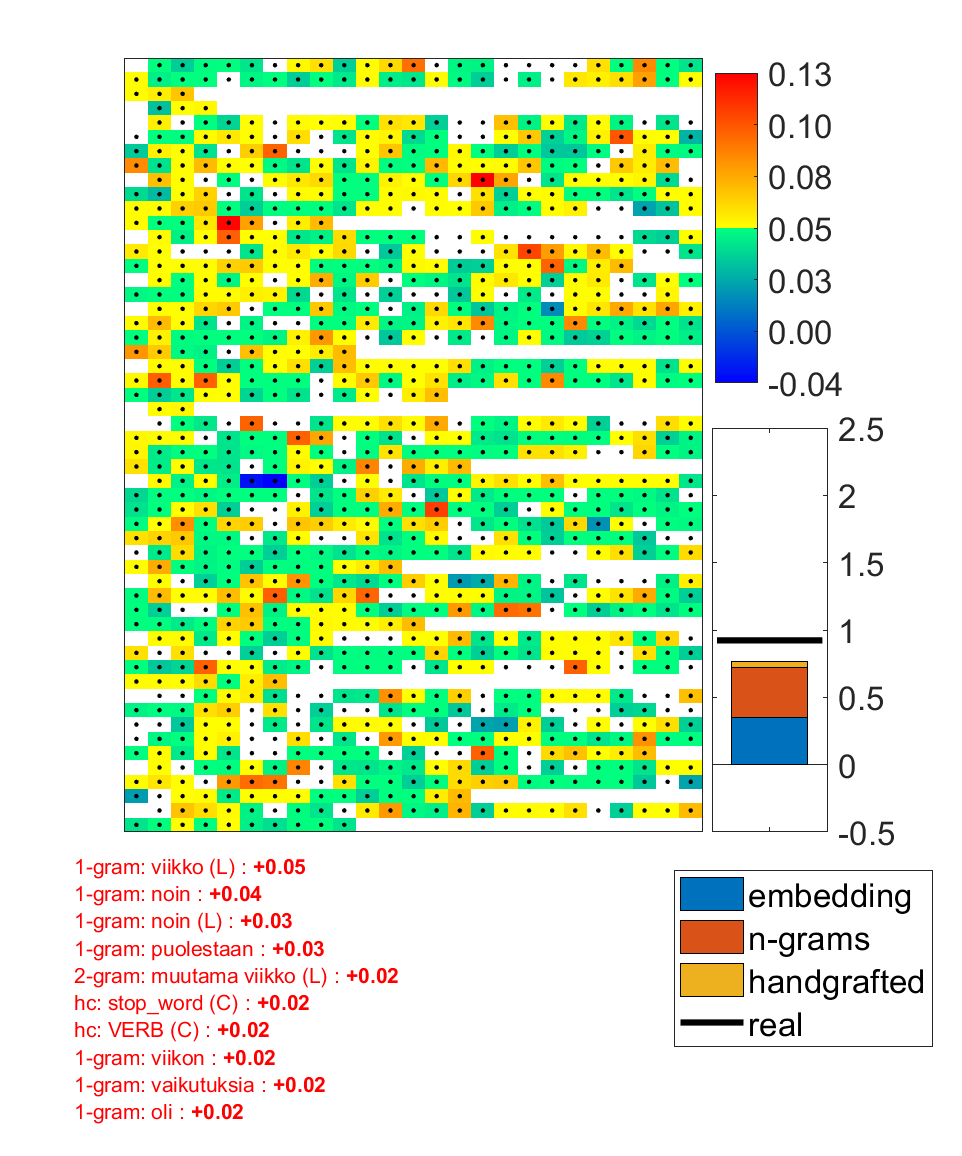 0.13
0.10
0.08
0.05
0.03
0.00
-0.04
2.5
2
1.5
1
0.5
0
-0.5
1-gram: viikko (L) : +0.05
1-gram: noin : +0.04
1-gram: noin (L) : +0.03
1-gram: puolestaan : +0.03
2-gram: muutama viikko (L) : +0.02
hc: stop_word (C) : +0.02
hc: VERB (C) : +0.02
1-gram: viikon : +0.02
1-gram: vaikutuksia : +0.02
1-gram: oli : +0.02
embedding
n-grams
handgrafted
real